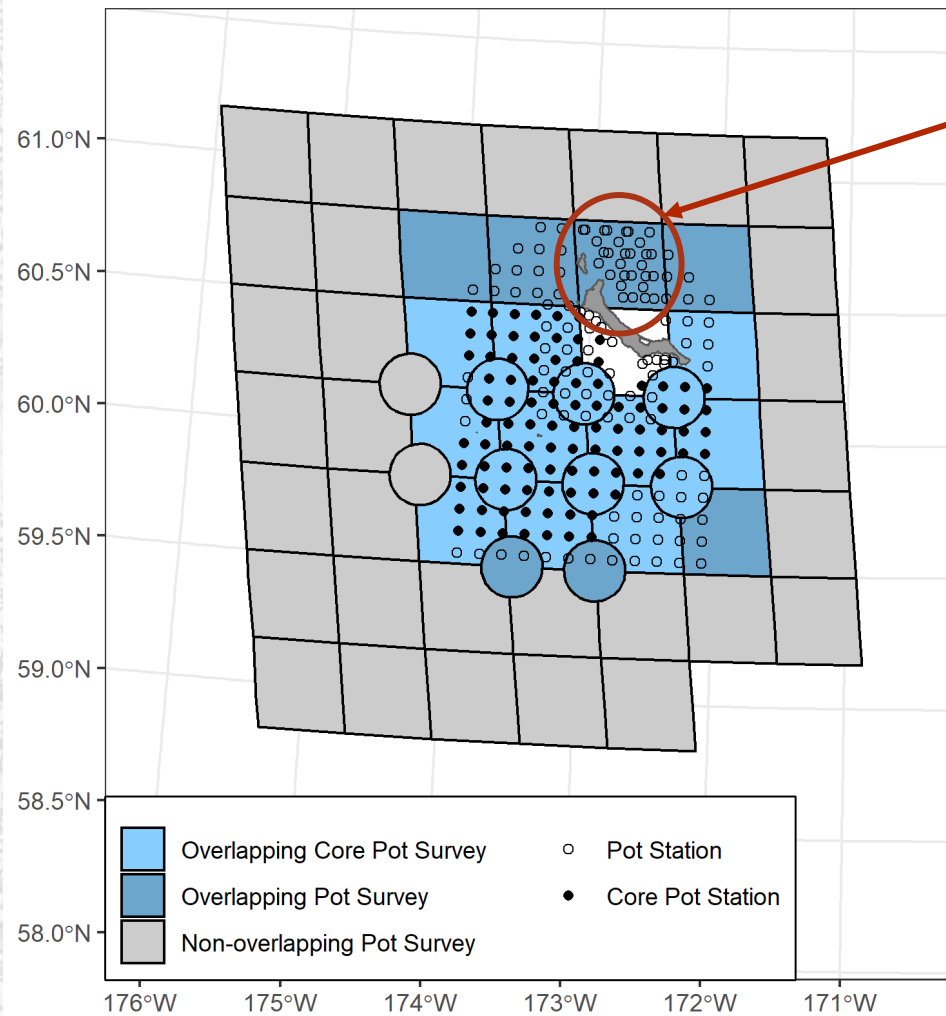 61.0°N
60.5°N
60.0°N
59.5°N
59.0°N
58.5°N
58.0°N
Overlapping Core Pot Survey
Overlapping Pot Survey
Non-overlapping Pot Survey
Pot Station
Core Pot Station
176°W 175°W 174°W 173°W 172°W 171°W